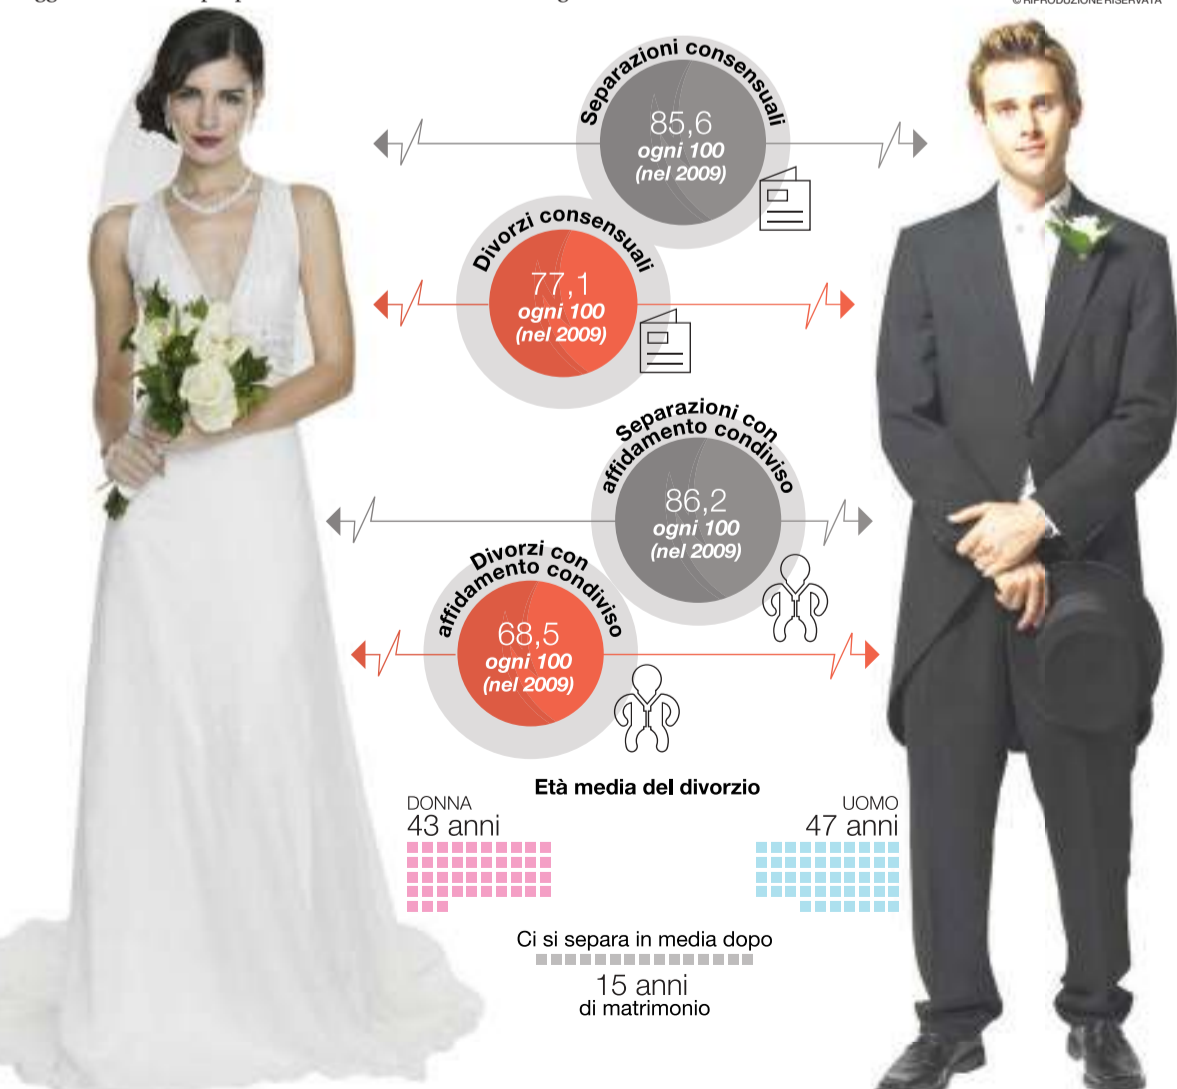 © RIPRODUZIONE RISERVATA
Separazioni consensuali
85,6
ogni 100
(nel 2009)
Divorzi consensuali
77,1
ogni 100
(nel 2009)
Separazioni con
affidamento condiviso
86,2
ogni 100
(nel 2009)
Divorzi con
affidamento condiviso
68,5
ogni 100
(nel 2009)
Età media del divorzio
DONNA
43 anni
UOMO
47 anni
Ci si separa in media dopo
15 anni
di matrimonio